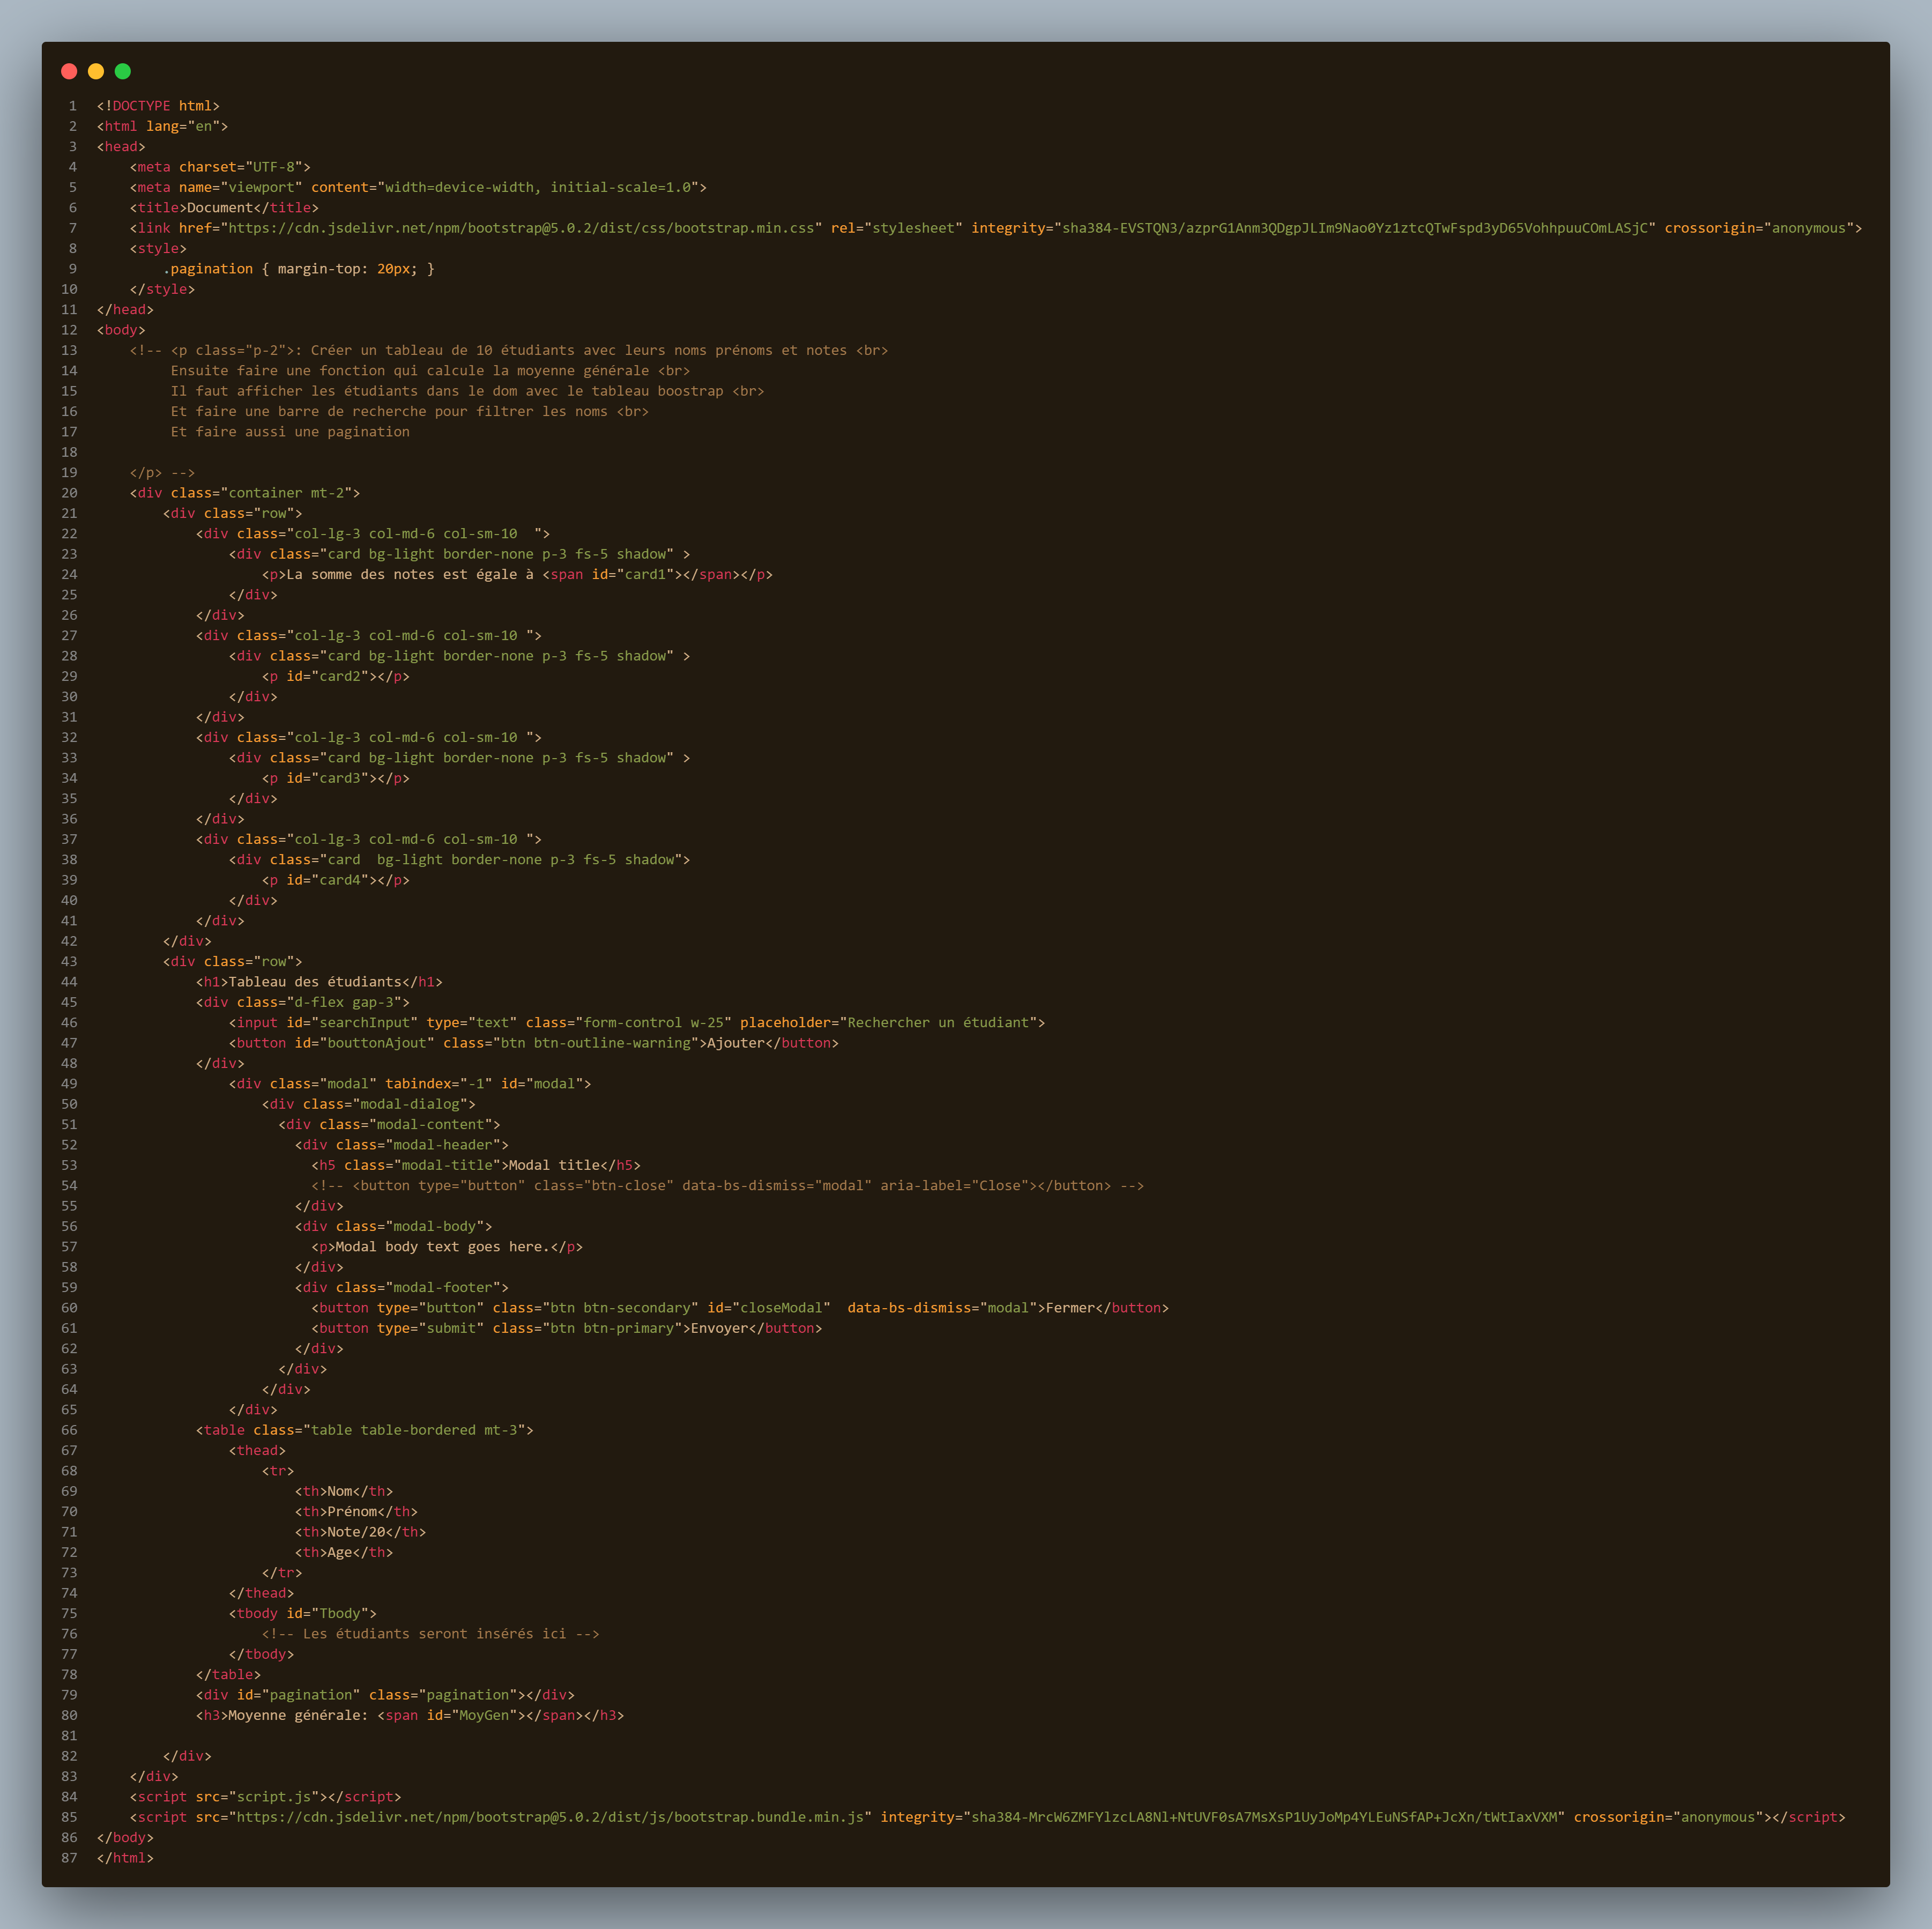 1 <!DOCTYPE html>
2 <html lang="en">
3 <head>
4     <meta charset="UTF-8">
5     <meta name="viewport" content="width=device-width, initial-scale=1.0">
6     <title>Document</title>
7     <link href="https://cdn.jsdelivr.net/npm/bootstrap@5.0.2/dist/css/bootstrap.min.css" rel="stylesheet" integrity="sha384-EVSTQN3/azprG1Anm3QDgpJLIm9Nao0Yz1ztcQTwFspd3yD65VohhpuuCOmLASjC" crossorigin="anonymous">
8     <style>
9         .pagination { margin-top: 20px; }
10     </style>
11 </head>
12 <body>
13     <!-- <p class="p-2">: Créer un tableau de 10 étudiants avec leurs noms prénoms et notes <br>
14          Ensuite faire une fonction qui calcule la moyenne générale <br>
15          Il faut afficher les étudiants dans le dom avec le tableau boostrap <br>
16          Et faire une barre de recherche pour filtrer les noms <br>
17          Et faire aussi une pagination
18
19     </p> -->
20     <div class="container mt-2">
21         <div class="row">
22             <div class="col-lg-3 col-md-6 col-sm-10  ">
23                 <div class="card bg-light border-none p-3 fs-5 shadow" >
24                     <p>La somme des notes est égale à <span id="card1"></span></p>
25                 </div>
26             </div>
27             <div class="col-lg-3 col-md-6 col-sm-10 ">
28                 <div class="card bg-light border-none p-3 fs-5 shadow" >
29                     <p id="card2"></p>
30                 </div>
31             </div>
32             <div class="col-lg-3 col-md-6 col-sm-10 ">
33                 <div class="card bg-light border-none p-3 fs-5 shadow" >
34                     <p id="card3"></p>
35                 </div>
36             </div>
37             <div class="col-lg-3 col-md-6 col-sm-10 ">
38                 <div class="card  bg-light border-none p-3 fs-5 shadow">
39                     <p id="card4"></p>
40                 </div>
41             </div>
42         </div>
43         <div class="row">
44             <h1>Tableau des étudiants</h1>
45             <div class="d-flex gap-3">
46                 <input id="searchInput" type="text" class="form-control w-25" placeholder="Rechercher un étudiant">
47                 <button id="bouttonAjout" class="btn btn-outline-warning">Ajouter</button>
48             </div>
49                 <div class="modal" tabindex="-1" id="modal">
50                     <div class="modal-dialog">
51                       <div class="modal-content">
52                         <div class="modal-header">
53                           <h5 class="modal-title">Modal title</h5>
54                           <!-- <button type="button" class="btn-close" data-bs-dismiss="modal" aria-label="Close"></button> -->
55                         </div>
56                         <div class="modal-body">
57                           <p>Modal body text goes here.</p>
58                         </div>
59                         <div class="modal-footer">
60                           <button type="button" class="btn btn-secondary" id="closeModal"  data-bs-dismiss="modal">Fermer</button>
61                           <button type="submit" class="btn btn-primary">Envoyer</button>
62                         </div>
63                       </div>
64                     </div>
65                 </div>
66             <table class="table table-bordered mt-3">
67                 <thead>
68                     <tr>
69                         <th>Nom</th>
70                         <th>Prénom</th>
71                         <th>Note/20</th>
72                         <th>Age</th>
73                     </tr>
74                 </thead>
75                 <tbody id="Tbody">
76                     <!-- Les étudiants seront insérés ici -->
77                 </tbody>
78             </table>
79             <div id="pagination" class="pagination"></div>
80             <h3>Moyenne générale: <span id="MoyGen"></span></h3>
81
82         </div>
83     </div>
84     <script src="script.js"></script>
85     <script src="https://cdn.jsdelivr.net/npm/bootstrap@5.0.2/dist/js/bootstrap.bundle.min.js" integrity="sha384-MrcW6ZMFYlzcLA8Nl+NtUVF0sA7MsXsP1UyJoMp4YLEuNSfAP+JcXn/tWtIaxVXM" crossorigin="anonymous"></script>
86 </body>
87 </html>